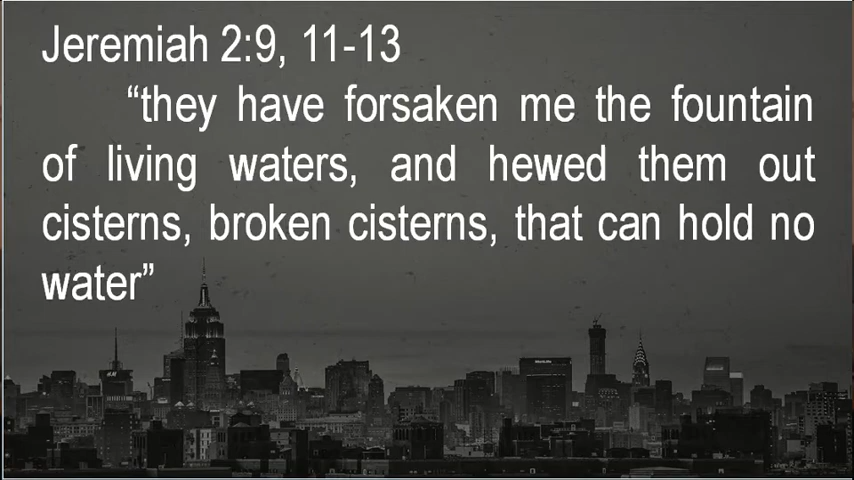 Jeremiah 2:9, 11-13
“they have forsaken me the fountain
of living waters, and hewed them out
cisterns, broken cisterns, that can hold no
water”
MetLife
H&M